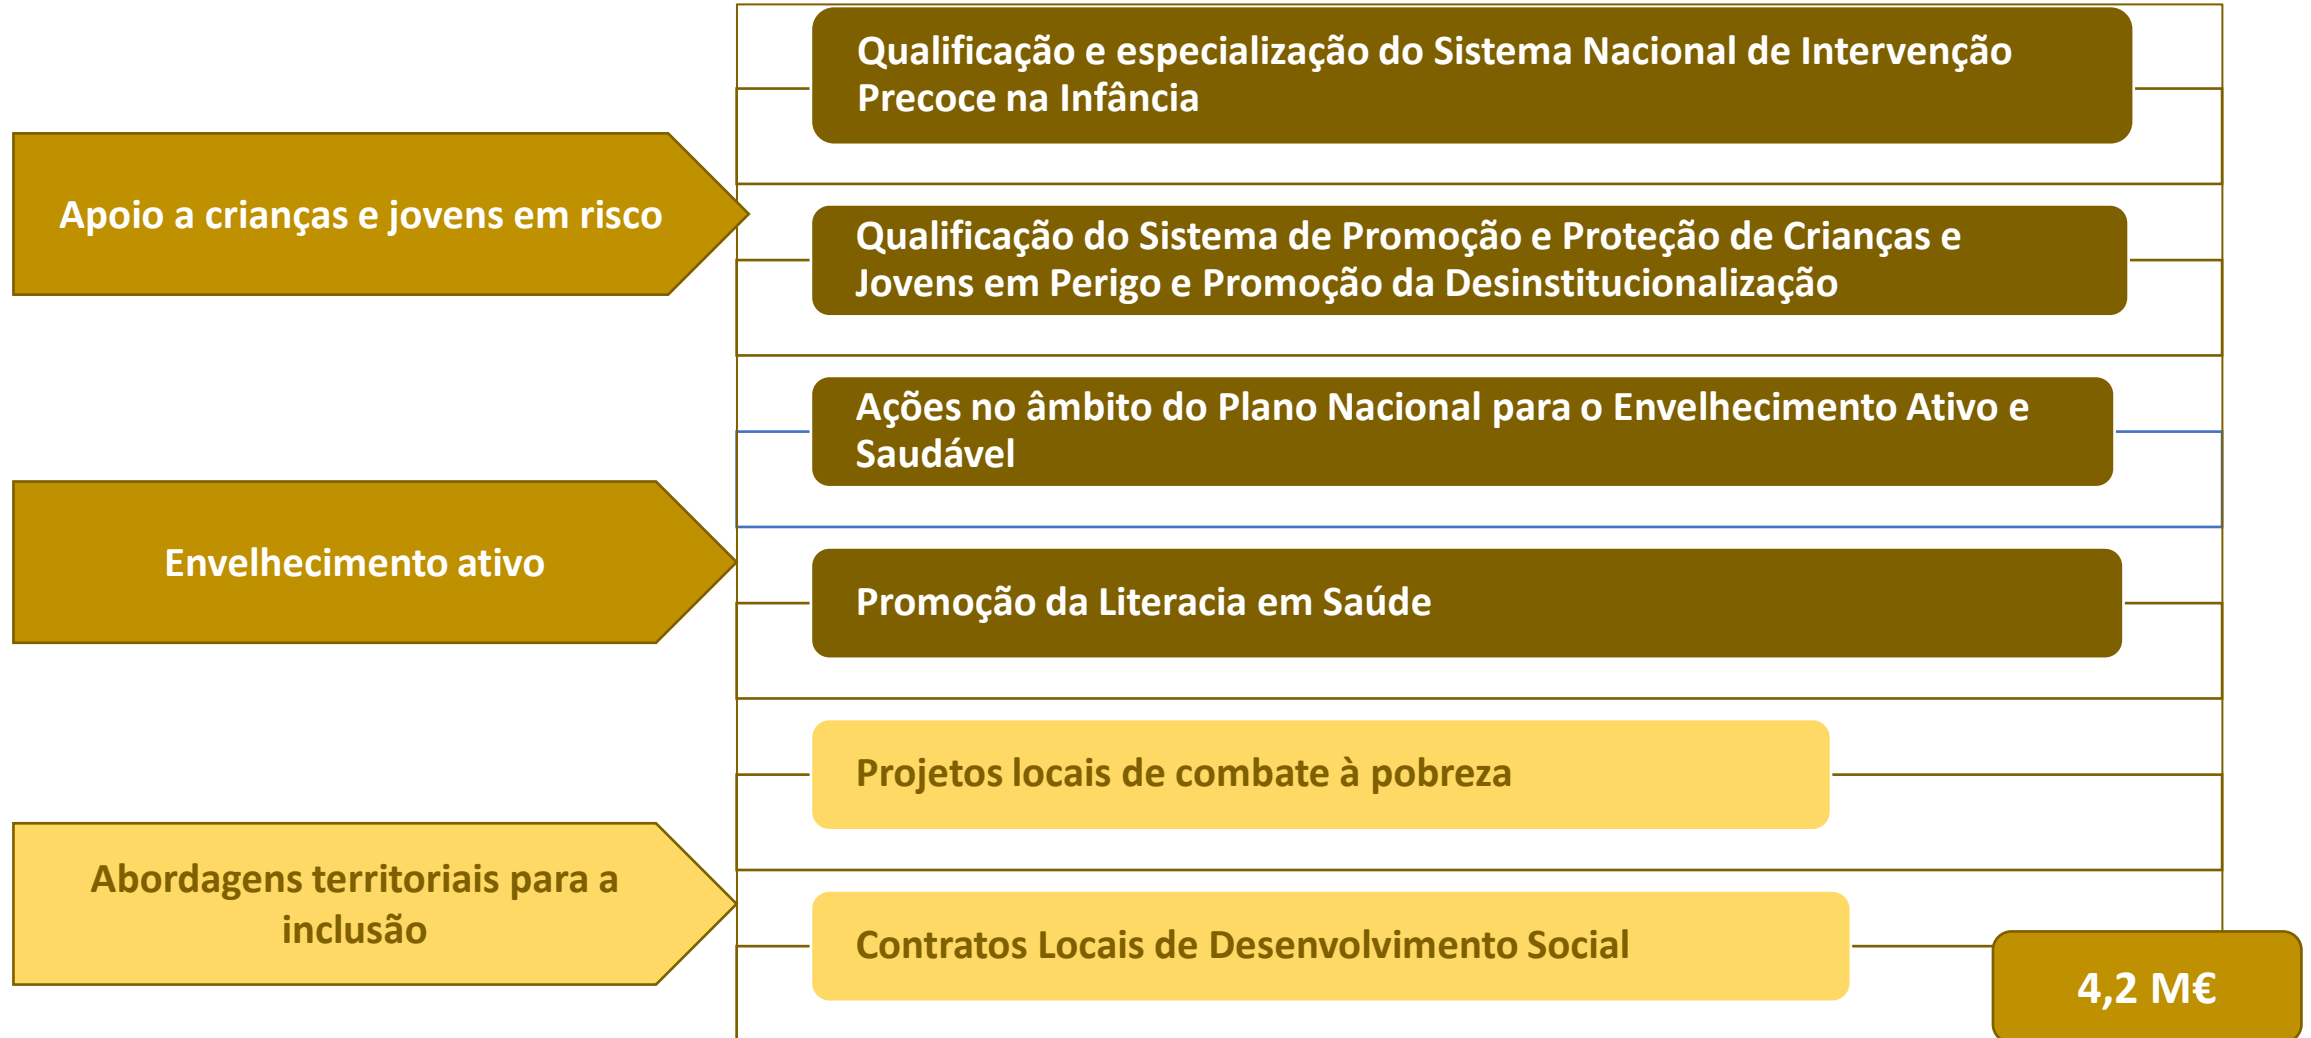 Qualificação e especialização do Sistema Nacional de Intervenção
Precoce na Infância
Apoio a crianças e jovens em risco
Qualificação do Sistema de Promoção e Proteção de Crianças e
Jovens em Perigo e Promoção da Desinstitucionalização
Ações no âmbito do Plano Nacional para o Envelhecimento Ativo e
Saudável
Envelhecimento ativo
Promoção da Literacia em Saúde
Projetos locais de combate à pobreza
Abordagens territoriais para a
inclusão
Contratos Locais de Desenvolvimento Social
4,2 M€